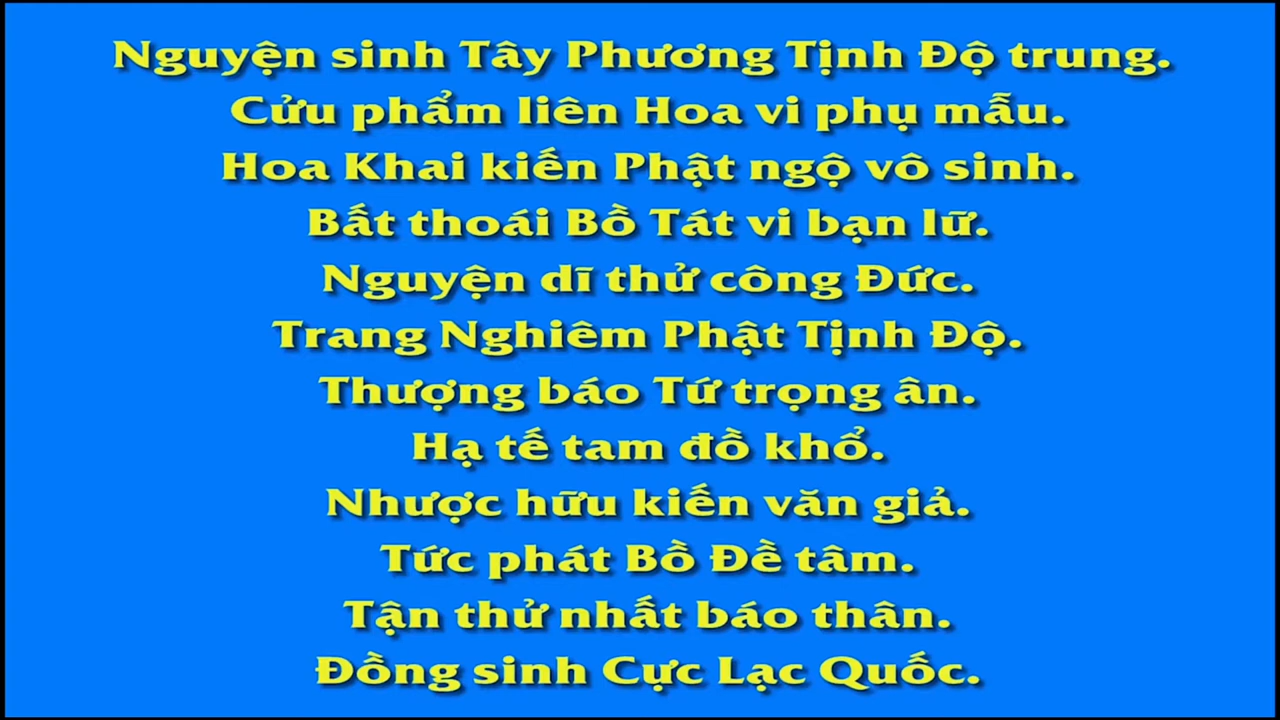 Nguyện sinh Tây Phương Tịnh Độ trung.
Cửu phẩm liên Hoa vi phụ mẫu.
Hoa Khai kiến Phật ngộ vô sinh.
Bất thoái Bồ Tát vi bạn lữ.
Nguyện dĩ thử công Đức.
Trang Nghiêm Phật Tịnh Độ.
Thượng báo Tứ trọng ân.
Hạ tế tam đồ khổ.
Nhược hữu kiến văn giả.
Tức phát Bồ Đề tâm.
Tận thử nhất báo thân.
Đồng sinh Cực Lạc Quốc.